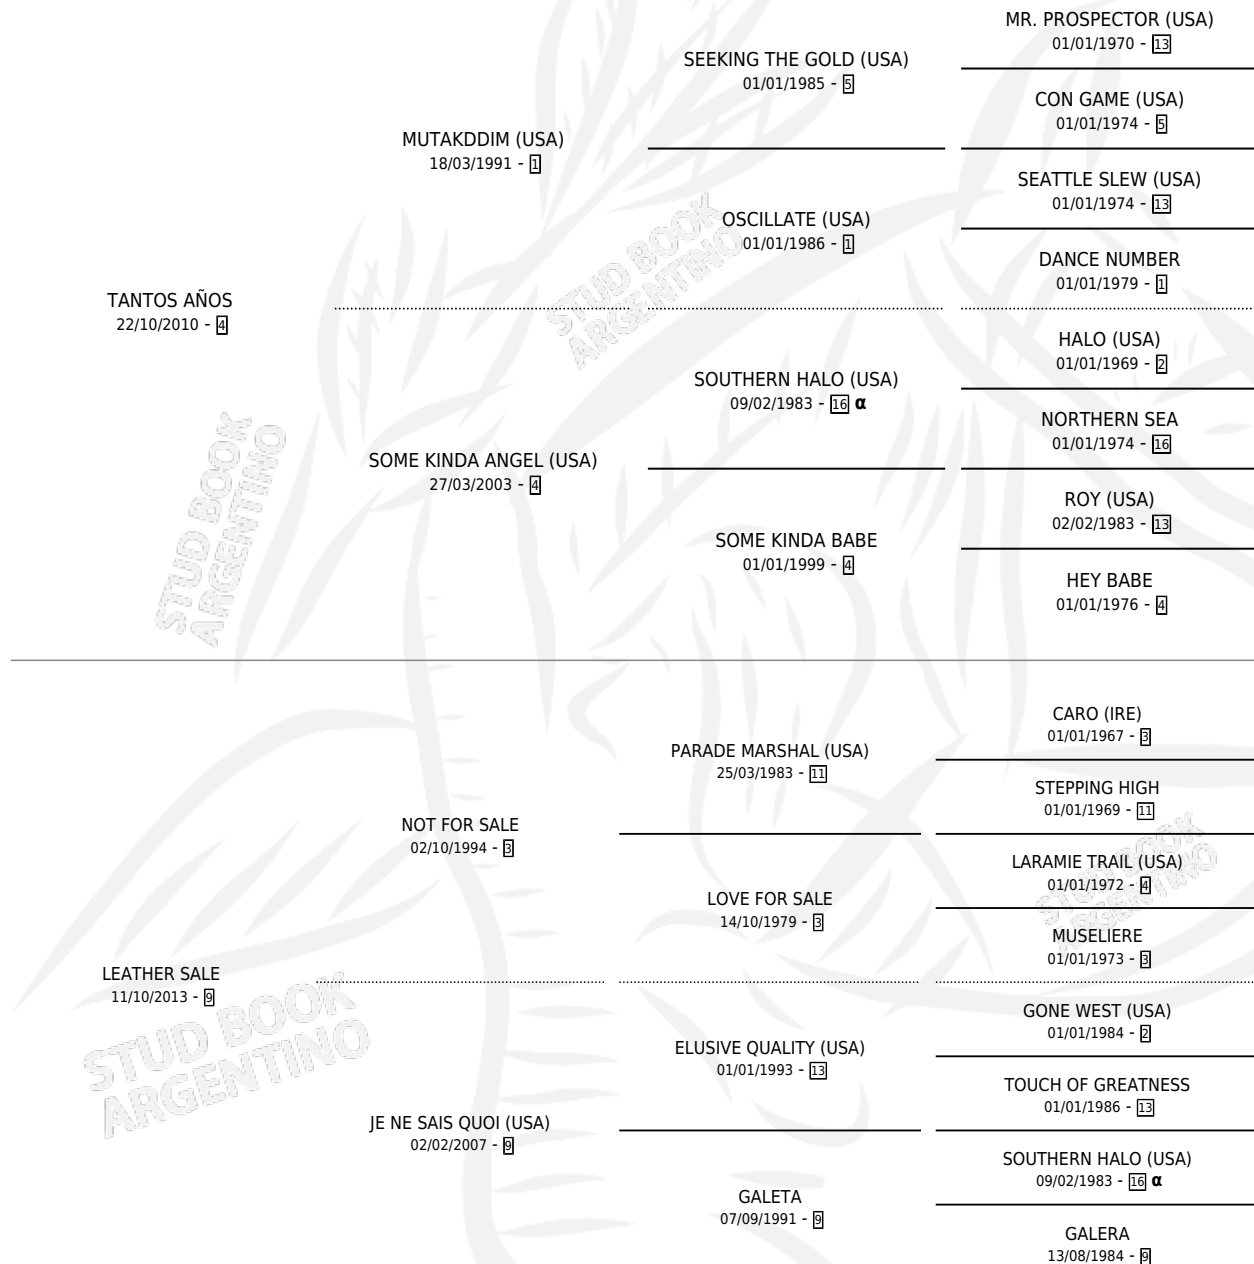 MR. PROSPECTOR (USA)
01/01/1970 - 13
SEEKING THE GOLD (USA)
01/01/1985 - 5
CON GAME (USA)
01/01/1974 - 5
MUTAKDDIM (USA)
18/03/1991 - 1
SEATTLE SLEW (USA)
01/01/1974 - 13
OSCILLATE (USA)
01/01/1986 - 1
DANCE NUMBER
01/01/1979 - 1
TANTOS AÑOS
22/10/2010 - 4
HALO (USA)
01/01/1969 - 2
SOUTHERN HALO (USA)
09/02/1983 - 16 α
NORTHERN SEA
01/01/1974 - 16
SOME KINDA ANGEL (USA)
27/03/2003 - 4
ROY (USA)
02/02/1983 - 13
SOME KINDA BABE
01/01/1999 - 4
HEY BABE
01/01/1976 - 4
CARO (IRE)
01/01/1967 - 3
PARADE MARSHAL (USA)
25/03/1983 - 11
STEPPING HIGH
01/01/1969 - 11
NOT FOR SALE
02/10/1994 - 3
LARAMIE TRAIL (USA)
01/01/1972 - 4
LOVE FOR SALE
14/10/1979 - 3
MUSELIERE
01/01/1973 - 3
LEATHER SALE
11/10/2013 - 9
GONE WEST (USA)
01/01/1984 - 2
ELUSIVE QUALITY (USA)
01/01/1993 - 13
TOUCH OF GREATNESS
01/01/1986 - 13
JE NE SAIS QUOI (USA)
02/02/2007 - 9
SOUTHERN HALO (USA)
09/02/1983 - 16 α
GALETA
07/09/1991 - 9
GALERA
13/08/1984 - 9
STUD BOOK
ARGENTINO
STUD BOOK
ARGENTINO
STUD BOOK
ARGENTINO
STUD BOOK
ARGENTINO